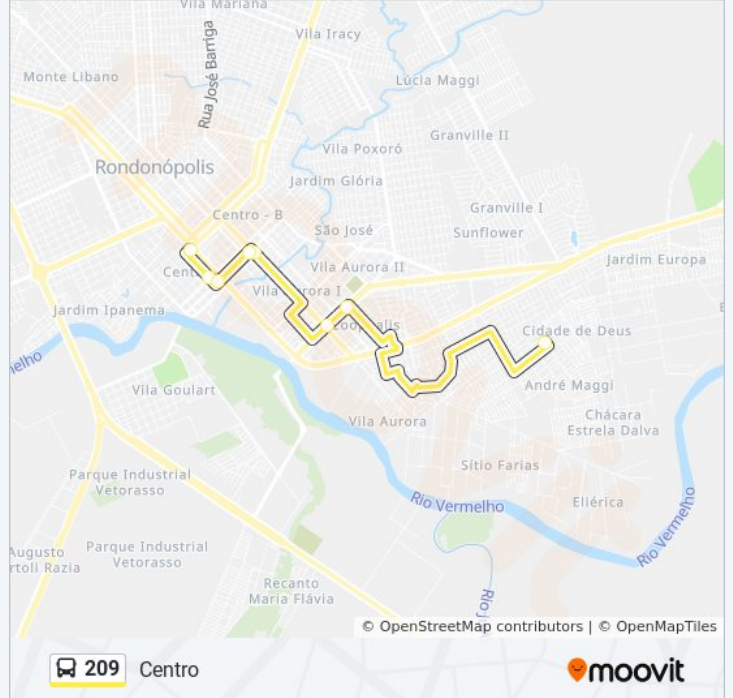 Vila Mariana
Vila Iracy
Monte Libano
Rua José Barriga
Lúcia Maggi
Granville II
Vila Poxoró
Rondonópolis
Jardim Glória
Granville I
Centro - B
São José
Sunflower
Jardim Europa
Vila Aurora II
Vila Aurora I
Jardim Ipanema
Cidade de Deus
Vermelho
André Maggi
Vila Goulart
Chácara
Estrela Dalva
Vila Aurora
Sítio Farias
Parque Industrial
Vetorasso
Rio Vermelho
Eliérica
Rio Vermelho
Augusto
Parque Industrial
Vetorasso
Recanto
Maria Flávia
© OpenStreetMap contributors | © OpenMapTiles
209 Centro
moovit